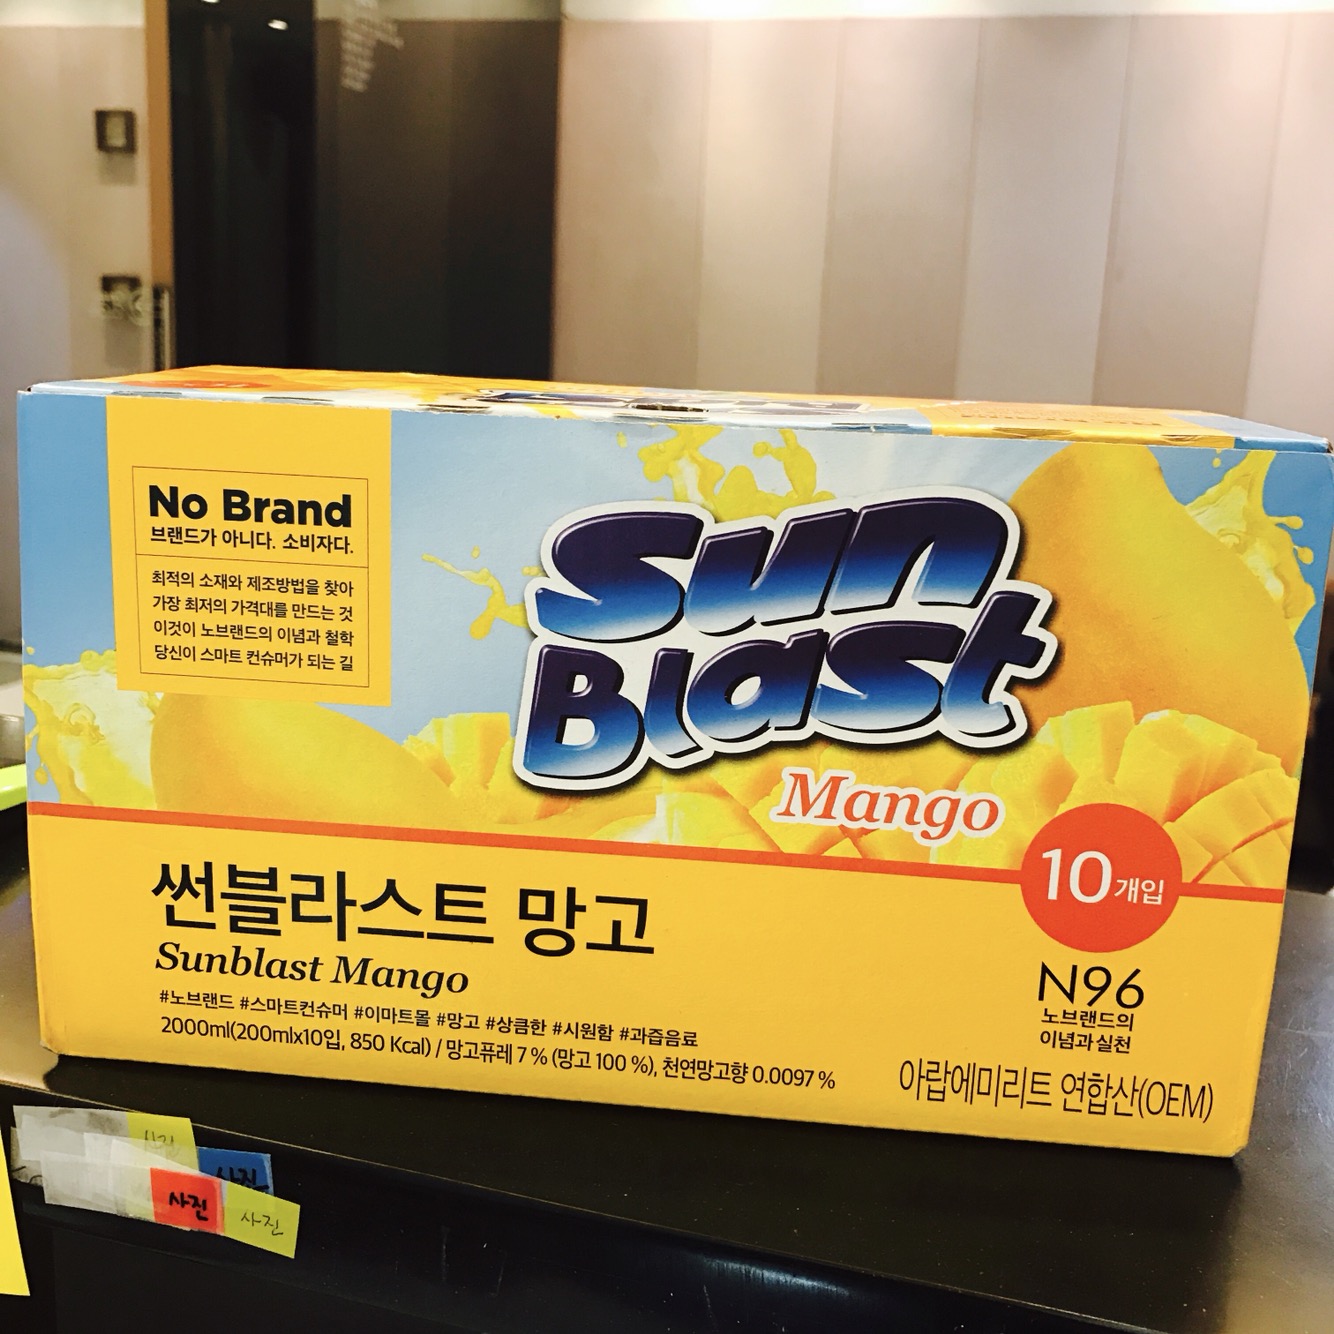 No Brand
브랜드가 아니다. 소비자다.
최적의 소재와 제조방법을 찾아
가장 최저의 가격대를 만드는 것
이것이 노브랜드의 이념과 철학
당신이 스마트 컨슈머가 되는 길
Sun
Blast
Mango
10개입
썬블라스트 망고
Sunblast Mango
#노브랜드 #스마트컨슈머 #이마트몰 #망고 #상큼한 #시원함 #과즙음료
2000ml(200mlx10입, 850 Kcal) / 망고퓨레 7 % (망고 100 %), 천연망고향 0.0097 %
N96
노브랜드의
이념과 실천
아랍에미리트 연합산(OEM)
사진
사진
사진
사진